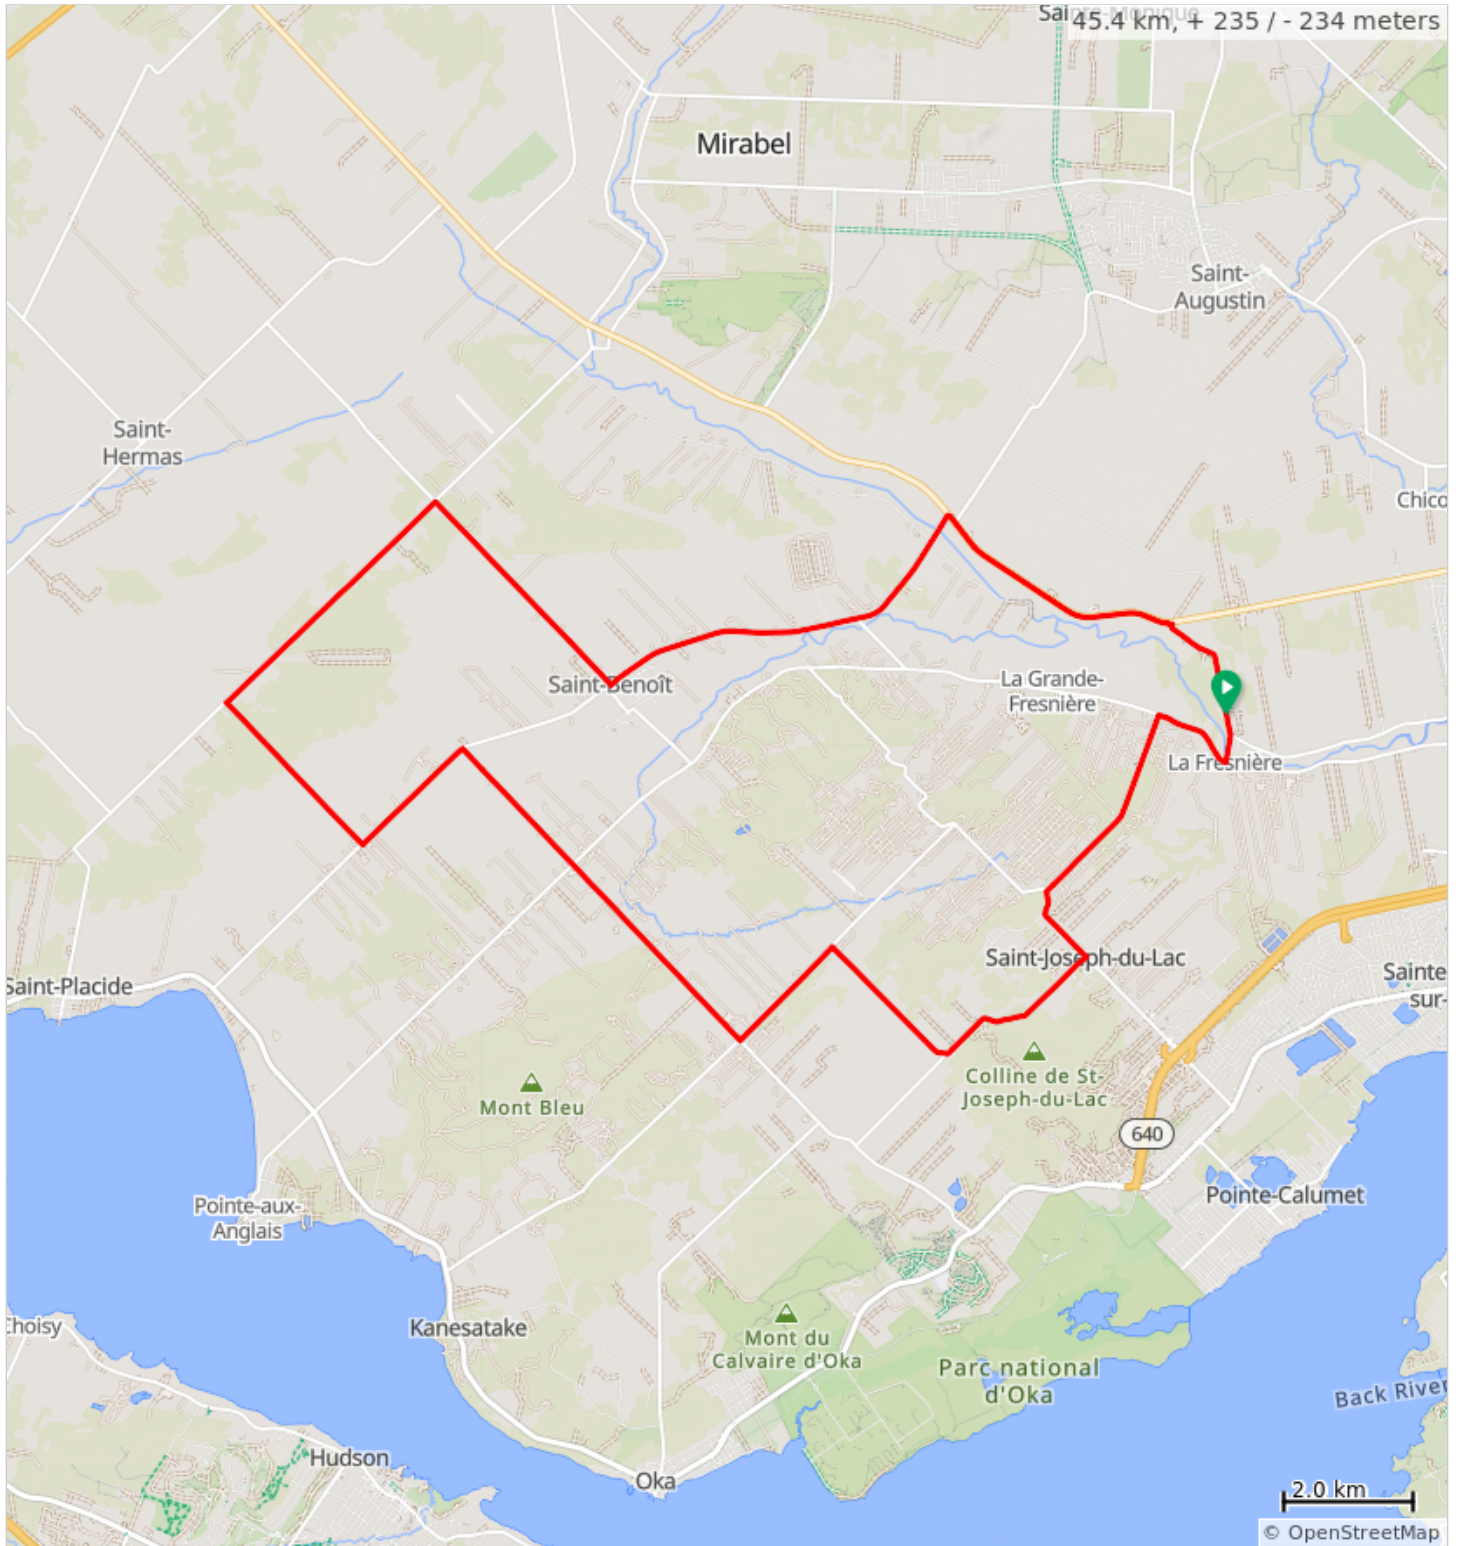 45.4 km, + 235 / - 234 meters
Mirabel
Saint-
Augustin
Saint-
Hermas
Chico
Saint-Benoît
La Grande-
Fresnière
La Fresnière
Saint-Joseph-du-Lac
Saint-Placide
Sainte
sur-
Colline de St-
Joseph-du-Lac
Mont Bleu
640
Pointe-Calumet
Pointe-aux-
Anglais
Kanesatake
Choisy
Mont du
Calvaire d'Oka
Parc national
d'Oka
Back River
Hudson
Oka
2.0 km
© OpenStreetMap